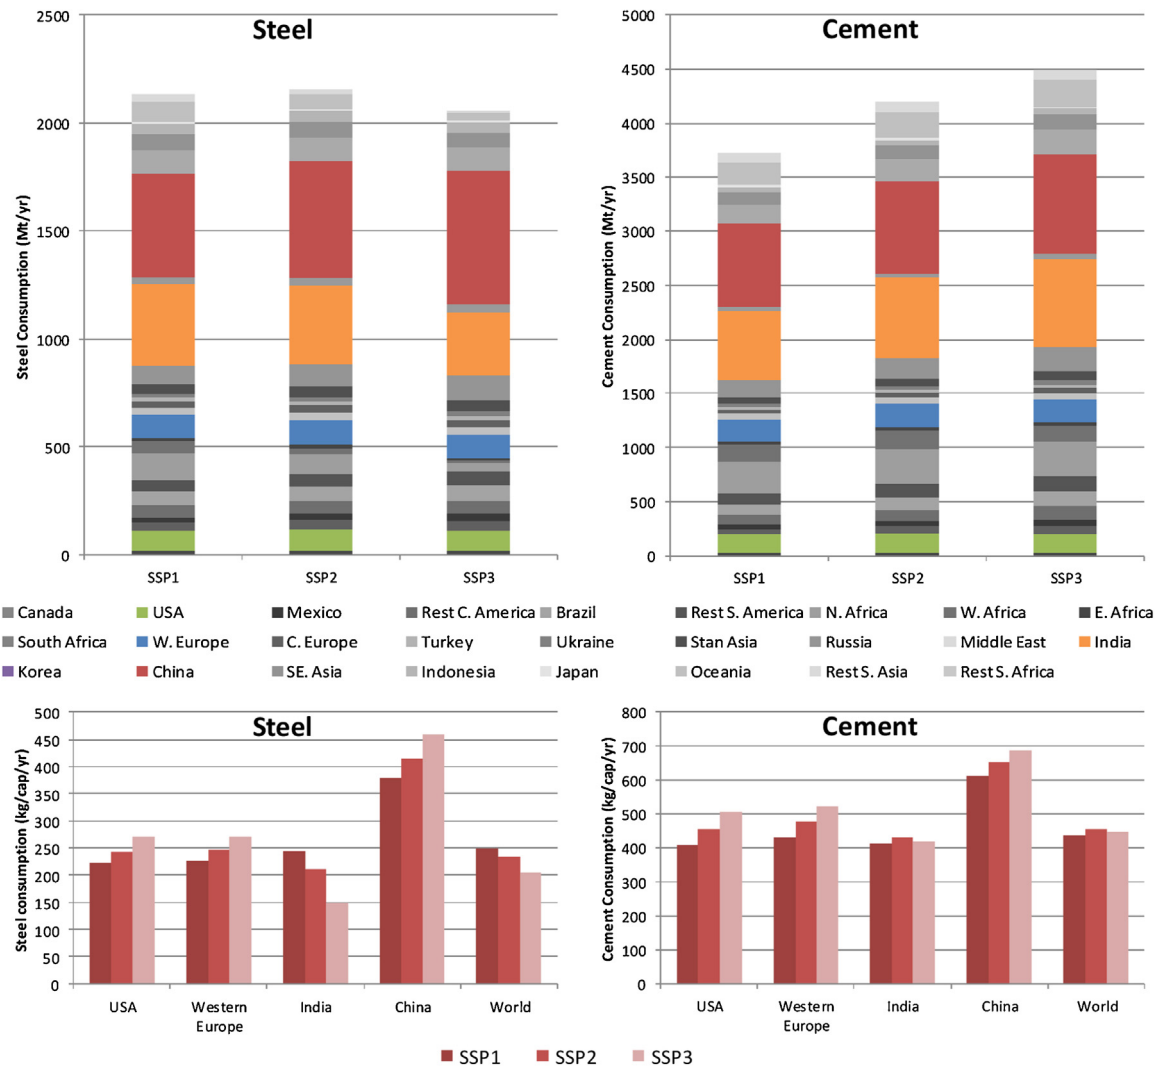 Steel
Steel Consumption (Mt/yr)
2500
2000
1500
1000
500
0
SSP1 SSP2 SSP3
Cement
Cement Consumption (Mt/yr)
5000
4500
4000
3500
3000
2500
2000
1500
1000
500
0
SSP1 SSP2 SSP3
Canada USA Mexico Rest C. America Brazil Rest S. America N. Africa W. Africa E. Africa
South Africa W. Europe C. Europe Turkey Ukraine Stan Asia Russia Middle East India
Korea China SE. Asia Indonesia Japan Oceania Rest S. Asia Rest S. Africa
Steel
Steel consumption (kg/cap/yr)
500
450
400
350
300
250
200
150
100
50
0
USA Western India China World
Europe
Cement
Cement Consumption (kg/cap/yr)
800
700
600
500
400
300
200
100
0
USA Western India China World
Europe
SSP1 SSP2 SSP3